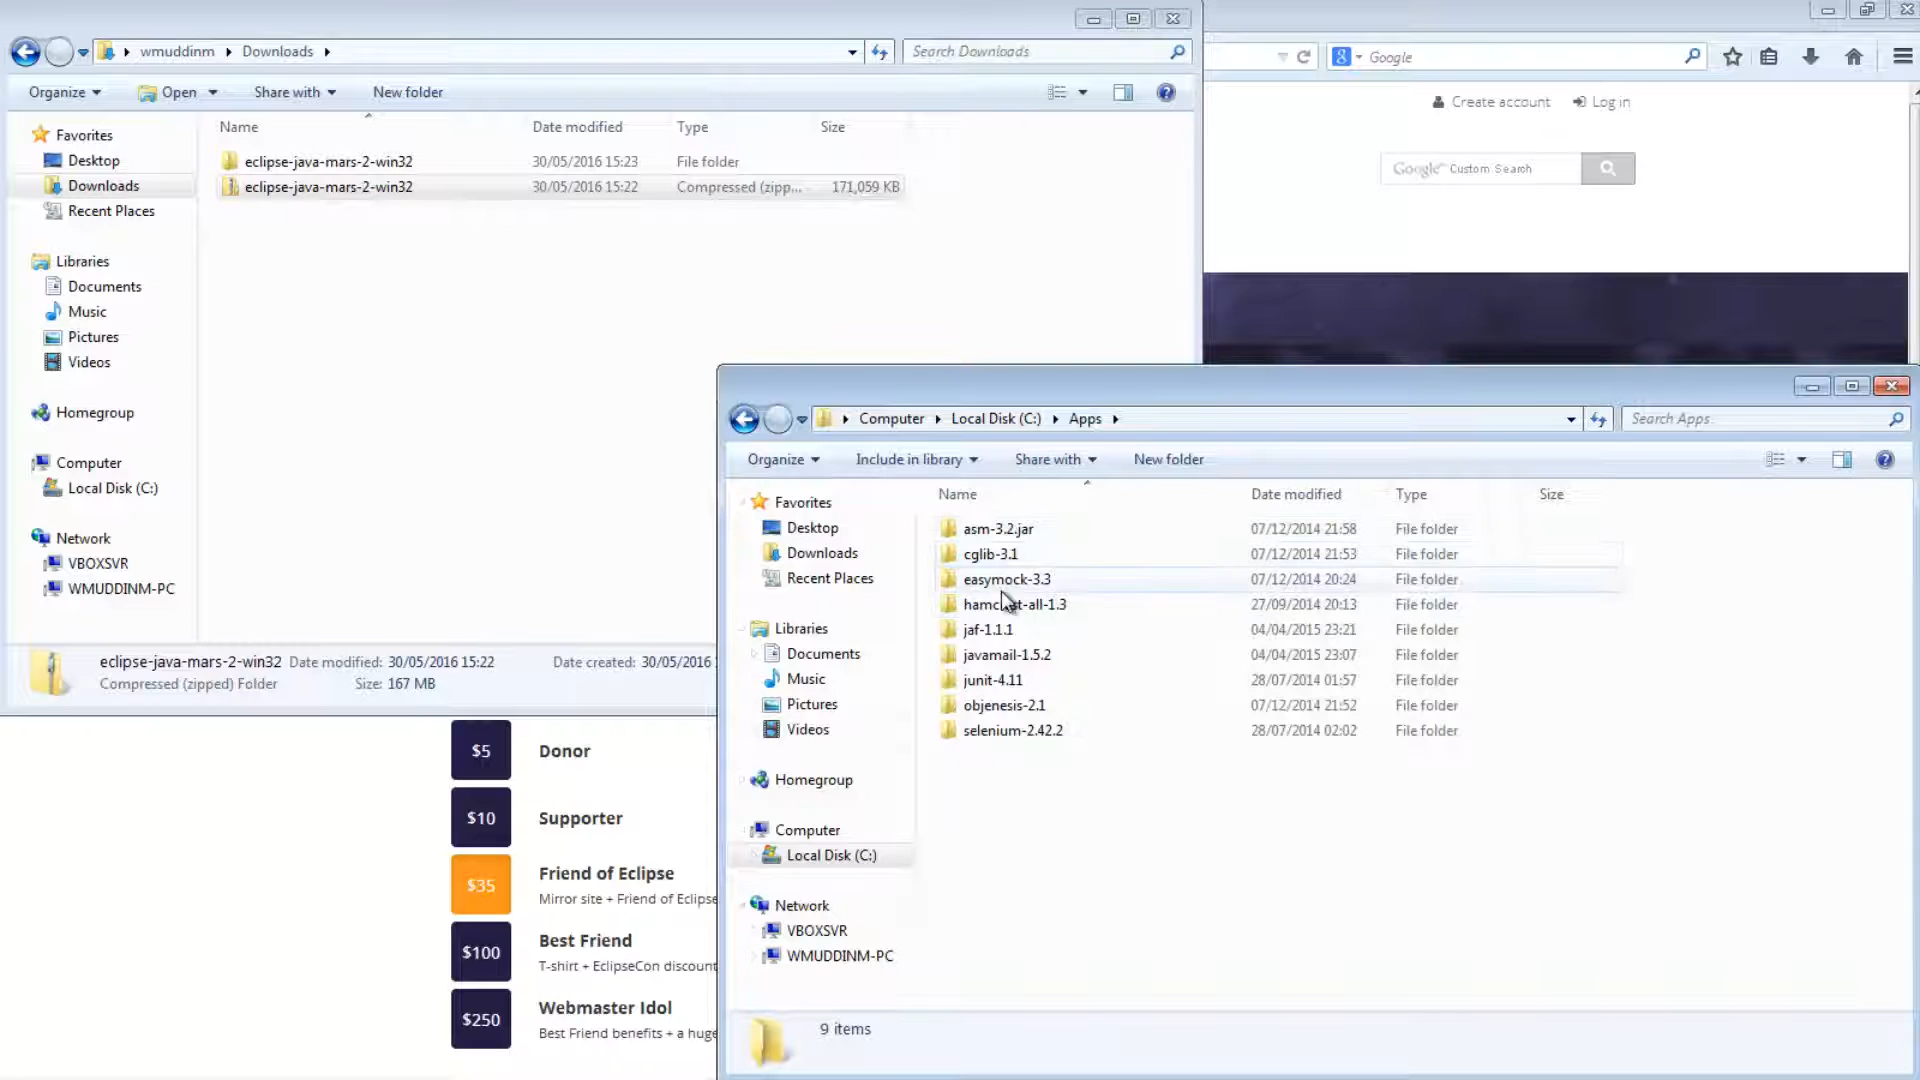 wmuddinm Downloads
Search Downloads
Organize Open Share with New folder
Name Date modified Type Size
Favorites
Desktop
Downloads
Recent Places
Libraries
Documents
Music
Pictures
Videos
Homegroup
Computer
Local Disk (C:)
Network
VBOXSVR
WMUDDINM-PC
eclipse-java-mars-2-win32 30/05/2016 15:23 File folder
eclipse-java-mars-2-win32 30/05/2016 15:22 Compressed (zipp... 171,059 KB
eclipse-java-mars-2-win32 Date modified: 30/05/2016 15:22 Date created: 30/05/2016
Compressed (zipped) Folder Size: 167 MB
Google
Create account Log in
Google Custom Search
$5 Donor
$10 Supporter
$35 Friend of Eclipse
Mirror site + Friend of Eclipse
$100 Best Friend
T-shirt + EclipseCon discount
$250 Webmaster Idol
Best Friend benefits + a huge
Computer Local Disk (C:) Apps
Search Apps
Organize Include in library Share with New folder
Name Date modified Type Size
Favorites
Desktop
Downloads
Recent Places
Libraries
Documents
Music
Pictures
Videos
Homegroup
Computer
Local Disk (C:)
Network
VBOXSVR
WMUDDINM-PC
asm-3.2.jar 07/12/2014 21:58 File folder
cglib-3.1 07/12/2014 21:53 File folder
easymock-3.3 07/12/2014 20:24 File folder
hamcrest-all-1.3 27/09/2014 20:13 File folder
jaf-1.1.1 04/04/2015 23:21 File folder
javamail-1.5.2 04/04/2015 23:07 File folder
junit-4.11 28/07/2014 01:57 File folder
objenesis-2.1 07/12/2014 21:52 File folder
selenium-2.42.2 28/07/2014 02:02 File folder
9 items